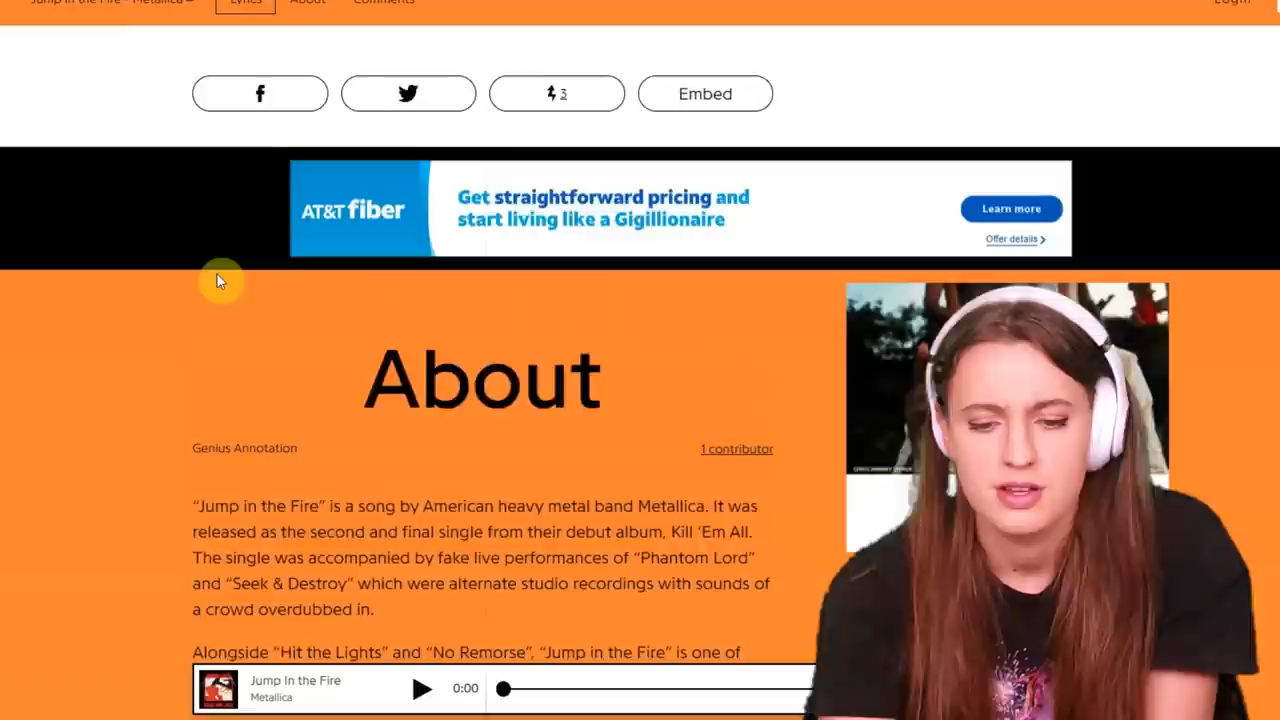 Jump in the Fire - Metallica –
Lyrics
About
Comments
Login
3
Embed
AT&T fiber
Get straightforward pricing and
start living like a Gigillionaire
Learn more
Offer details >
About
Genius Annotation
1 contributor
“Jump in the Fire” is a song by American heavy metal band Metallica. It was
released as the second and final single from their debut album, Kill ’Em All.
The single was accompanied by fake live performances of “Phantom Lord”
and “Seek & Destroy” which were alternate studio recordings with sounds of
a crowd overdubbed in.
Alongside “Hit the Lights” and “No Remorse”, “Jump in the Fire” is one of
Jump In the Fire
Metallica
0:00